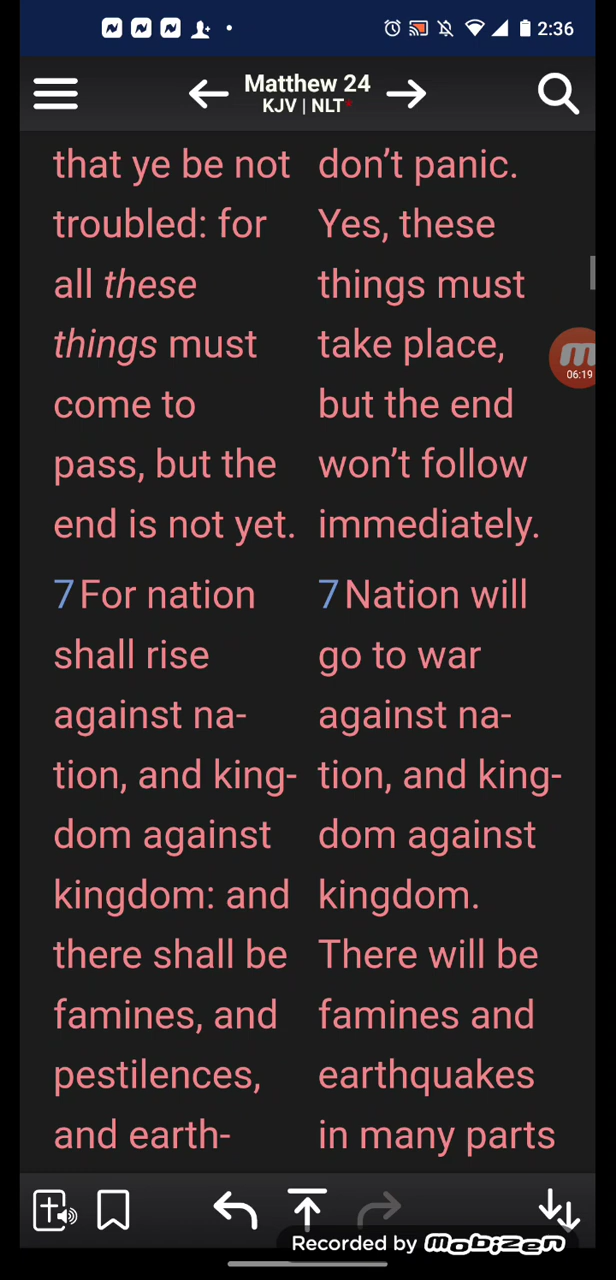 2:36
Matthew 24
KJV | NLT*
that ye be not
troubled: for
all these
things must
come to
pass, but the
end is not yet.
7 For nation
shall rise
against na-
tion, and king-
dom against
kingdom: and
there shall be
famines, and
pestilences,
and earth-
don’t panic.
Yes, these
things must
take place,
but the end
won’t follow
immediately.
7 Nation will
go to war
against na-
tion, and king-
dom against
kingdom.
There will be
famines and
earthquakes
in many parts
m
06:19
Recorded by mobizen